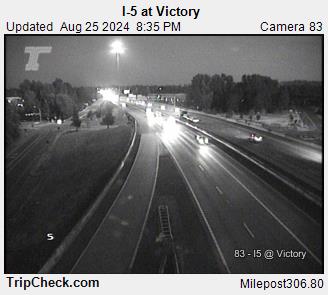 I-5 at Victory
Updated Aug 25 2024 8:35 PM Camera 83
T
S
83 - I5 @ Victory
TripCheck.com Milepost306.80